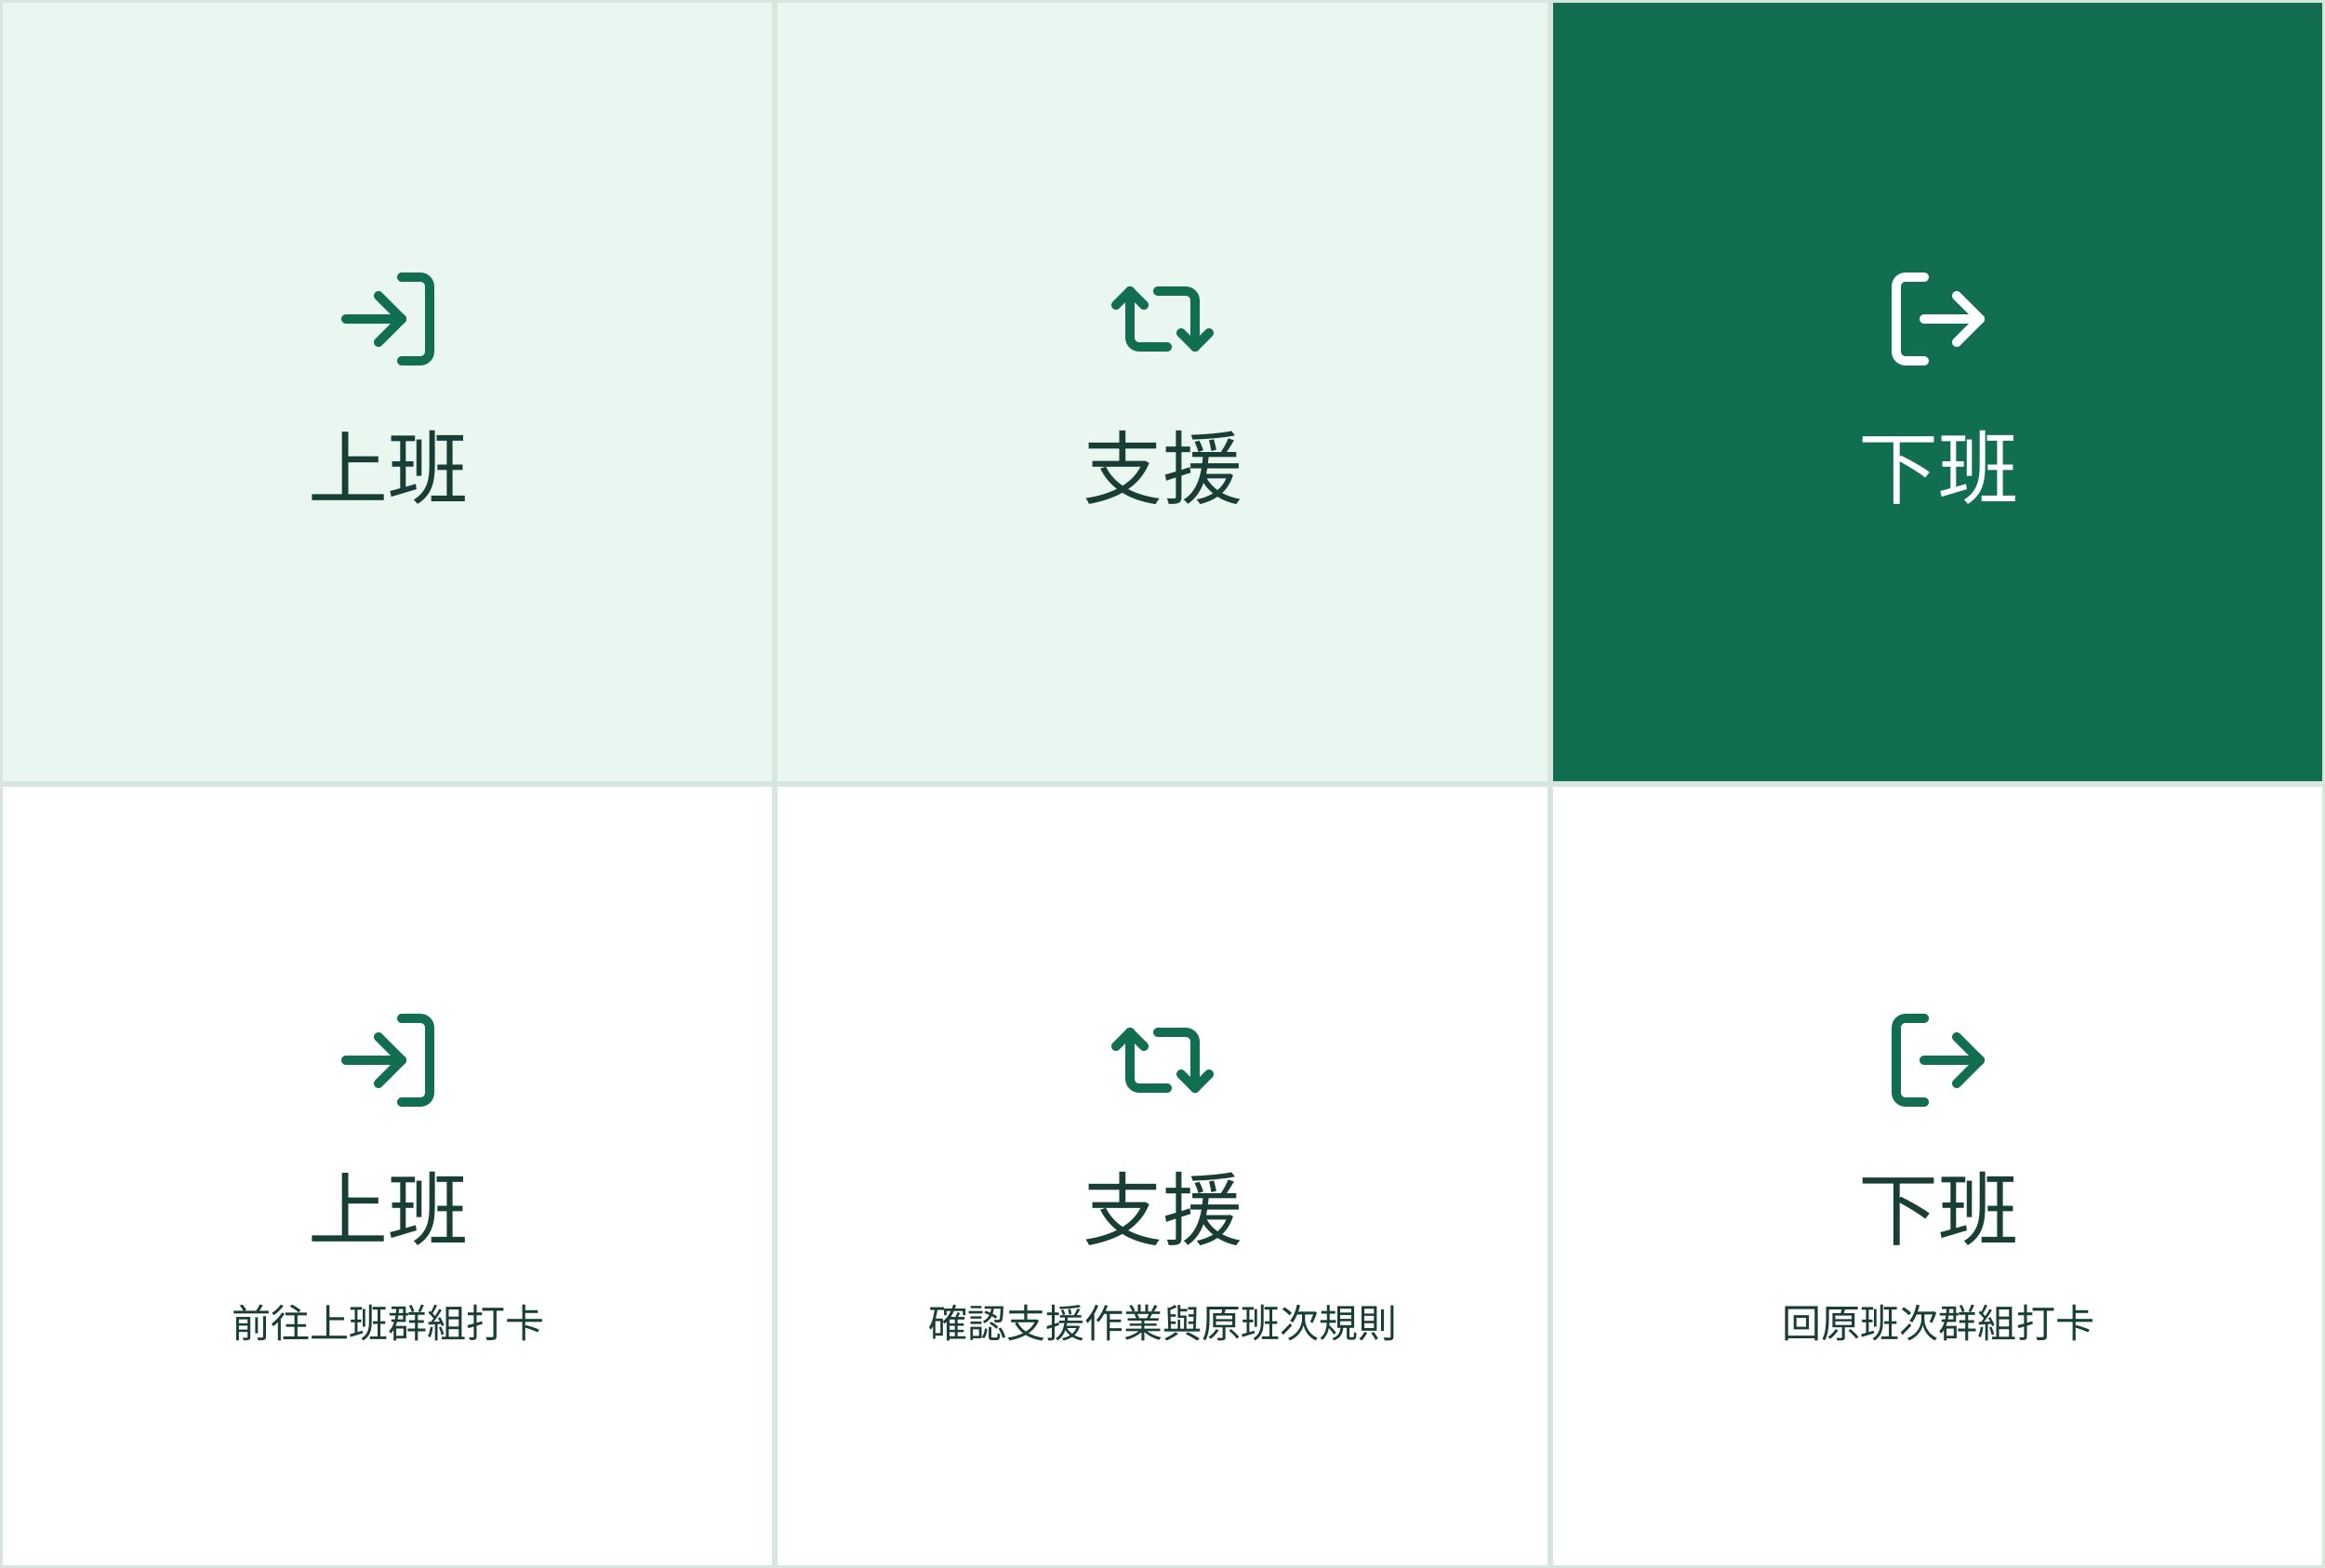 上班
支援
下班
上班
支援
下班
前往上班群組打卡
確認支援作業與原班次規則
回原班次群組打卡